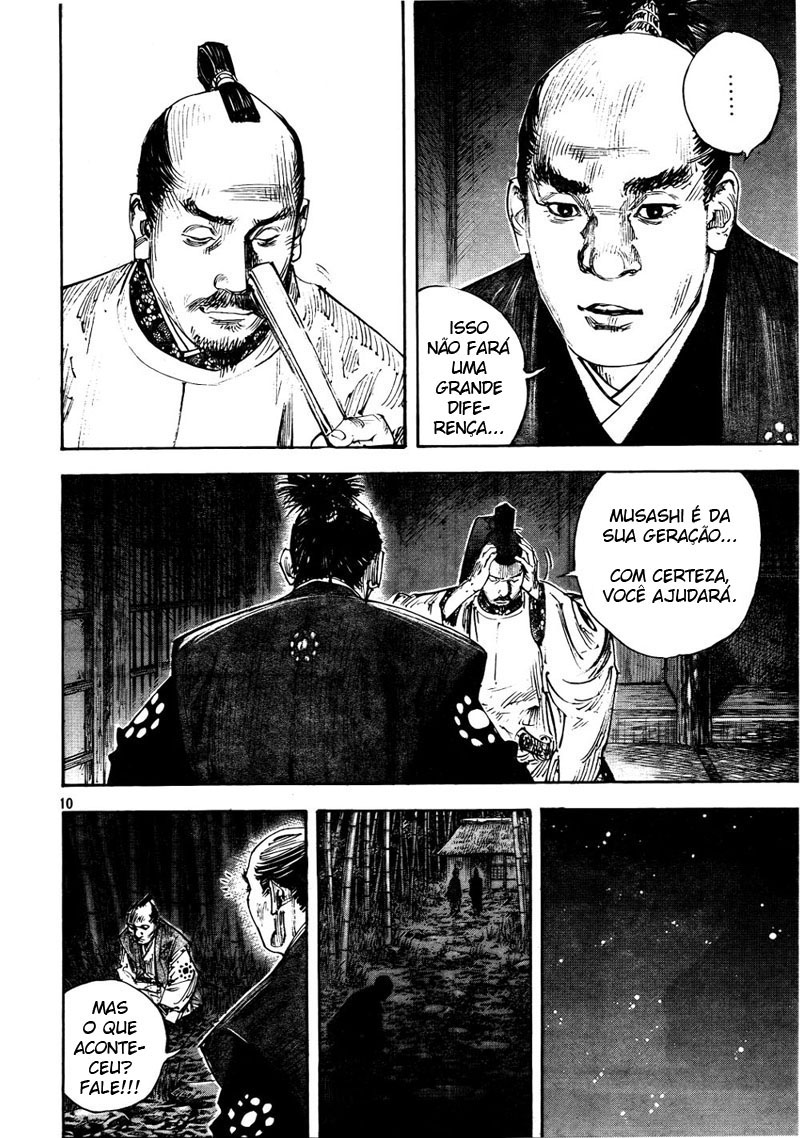 ......
ISSO
NÃO FARÁ
UMA
GRANDE
DIFE-
RENÇA...
MUSASHI É DA
SUA GERAÇÃO...
COM CERTEZA,
VOCÊ AJUDARÁ.
10
MAS
O QUE
ACONTE-
CEU?
FALE!!!